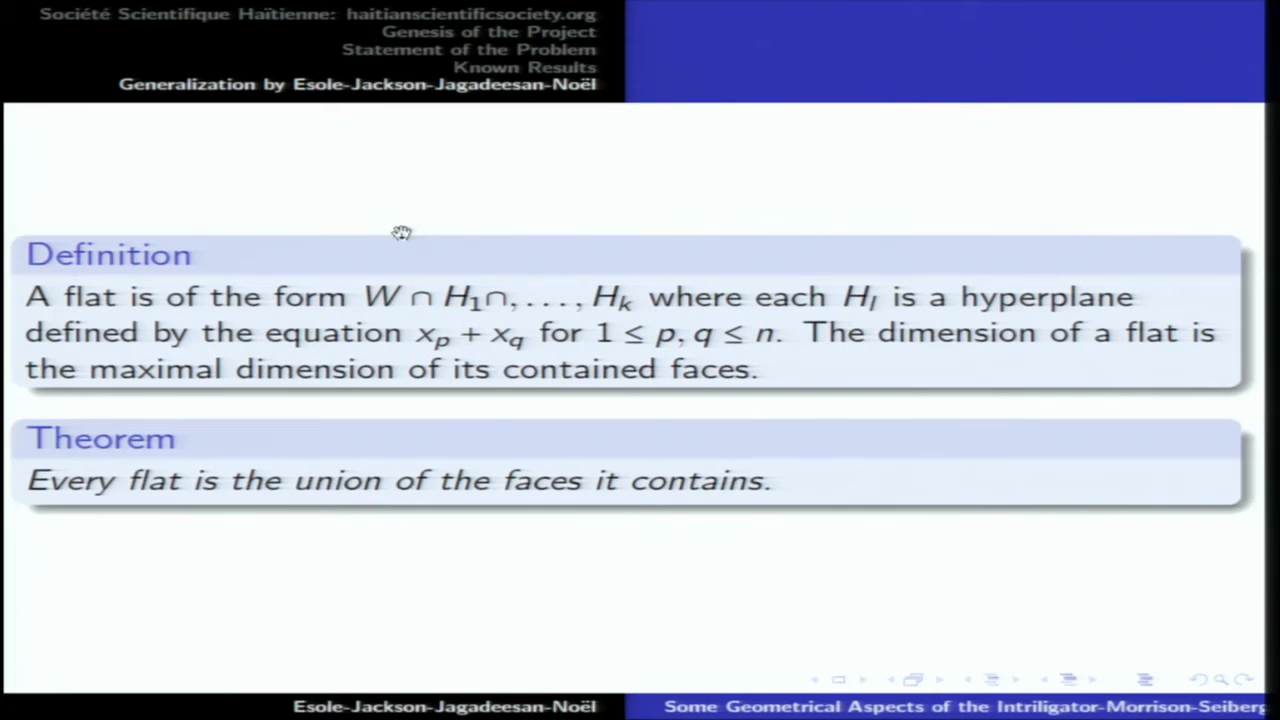 Société Scientifique Haïtienne: haitianscientificsociety.org
Genesis of the Project
Statement of the Problem
Known Results
Generalization by Esole-Jackson-Jagadeesan-Noël
Definition
A flat is of the form W ∩ H₁∩, . . . , Hₖ where each Hₗ is a hyperplane
defined by the equation xₚ + x_q for 1 ≤ p, q ≤ n. The dimension of a flat is
the maximal dimension of its contained faces.
Theorem
Every flat is the union of the faces it contains.
Esole-Jackson-Jagadeesan-Noël
Some Geometrical Aspects of the Intriligator-Morrison-Seiberg